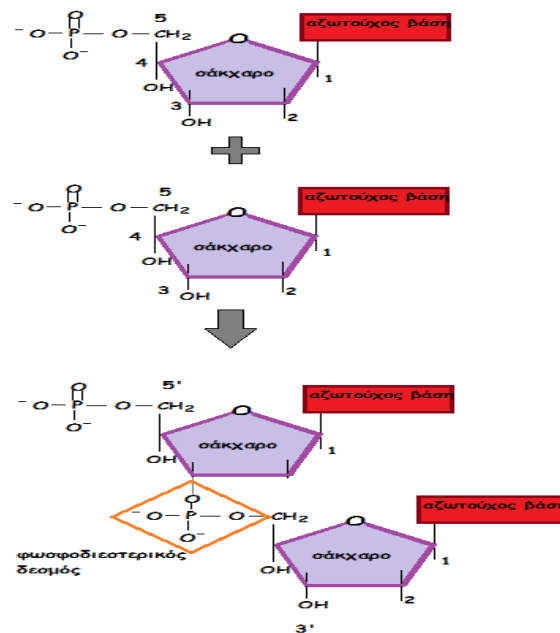 5
O
⁻ O — P — O — CH₂
O⁻
O
αζωτούχος βάση
σάκχαρο
4
1
OH
3
2
OH
5
O
⁻ O — P — O — CH₂
O⁻
O
αζωτούχος βάση
σάκχαρο
4
1
OH
3
2
OH
5'
O
⁻ O — P — O — CH₂
O⁻
O
αζωτούχος βάση
σάκχαρο
1
OH
2
O
⁻ O — P — O — CH₂
O⁻
O
αζωτούχος βάση
φωσφοδιεστερικός
δεσμός
σάκχαρο
1
OH
2
OH
3'